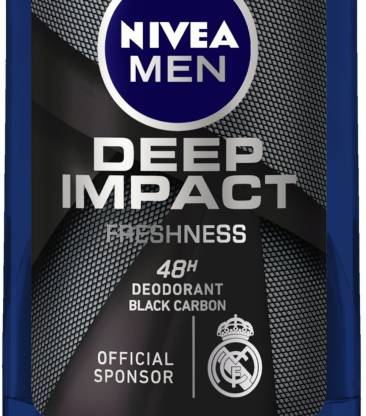 NIVEA
MEN
DEEP
IMPACT
FRESHNESS
48H
DEODORANT
BLACK CARBON
OFFICIAL
SPONSOR